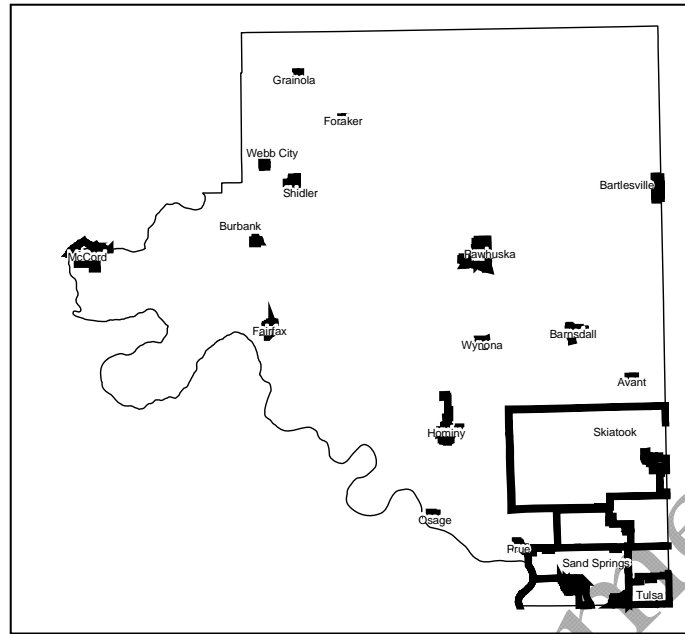 Grainola
Foraker
Webb City
Shidler
Bartlesville
Burbank
McCord
Pawhuska
Fairfax
Wynona
Barnsdall
Avant
Hominy
Skiatook
Osage
Prue
Sand Springs
Tulsa